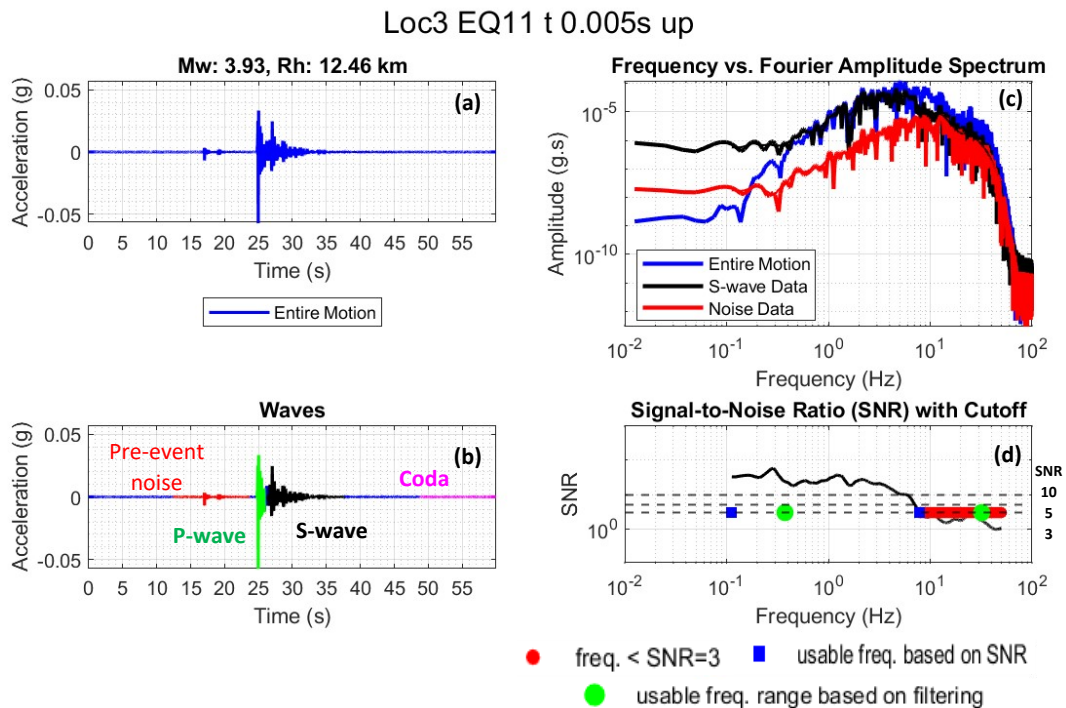 Loc3 EQ11 t 0.005s up
Mw: 3.93, Rh: 12.46 km
(a)
0.05
0
-0.05
Acceleration (g)
0 5 10 15 20 25 30 35 40 45 50 55
Time (s)
Entire Motion
Frequency vs. Fourier Amplitude Spectrum
(c)
10^-5
10^-10
Amplitude (g.s)
Entire Motion
S-wave Data
Noise Data
10^-2 10^-1 10^0 10^1 10^2
Frequency (Hz)
Waves
(b)
0.05
0
-0.05
Acceleration (g)
Pre-event
noise
P-wave
S-wave
Coda
0 5 10 15 20 25 30 35 40 45 50 55
Time (s)
Signal-to-Noise Ratio (SNR) with Cutoff
(d)
SNR
10
5
3
SNR
10^0
10^-2 10^-1 10^0 10^1 10^2
Frequency (Hz)
freq. < SNR=3
usable freq. based on SNR
usable freq. range based on filtering